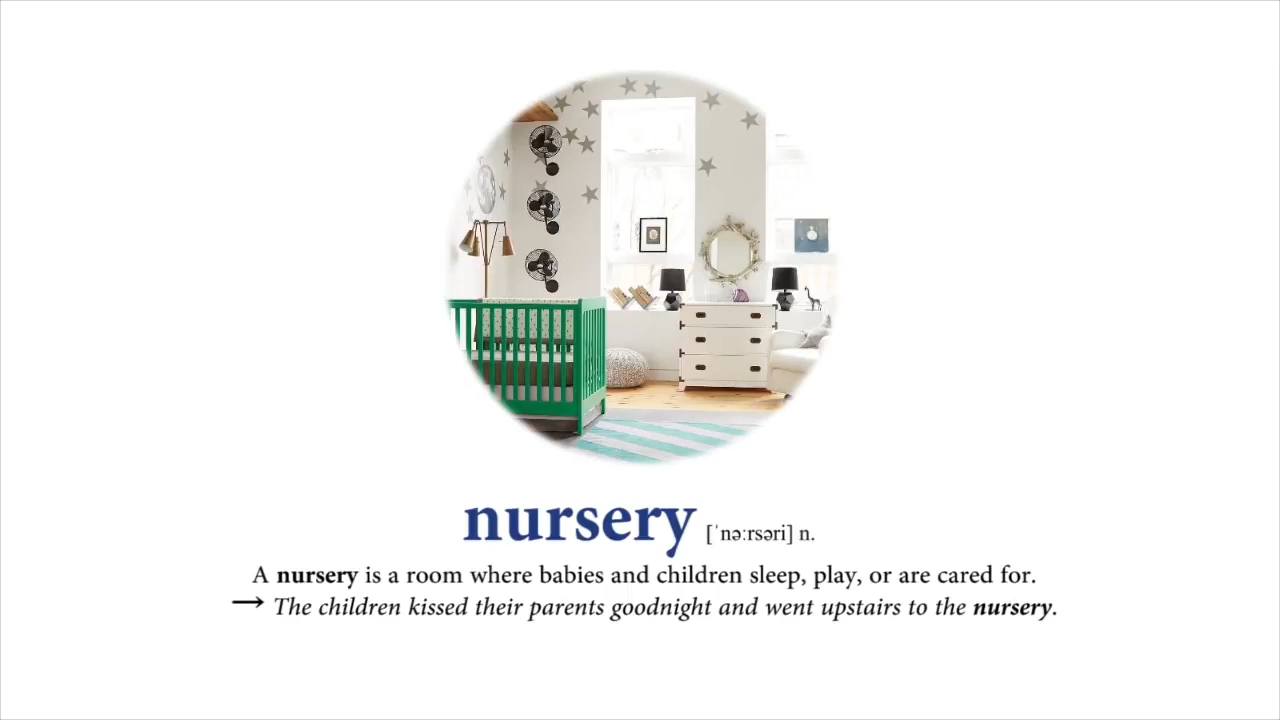 nursery [ˈnəːrsəri] n.
A nursery is a room where babies and children sleep, play, or are cared for.
→ The children kissed their parents goodnight and went upstairs to the nursery.